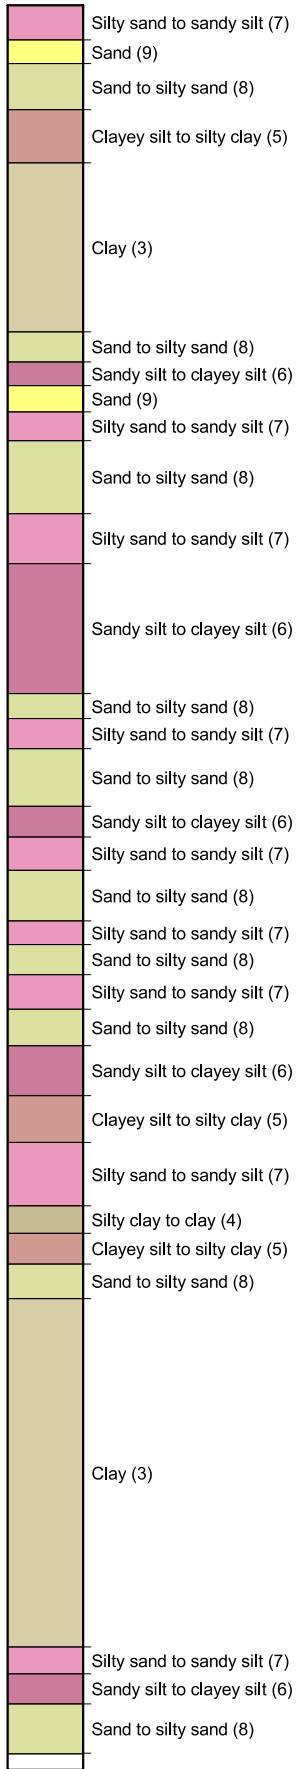 Silty sand to sandy silt (7)
Sand (9)
Sand to silty sand (8)
Clayey silt to silty clay (5)
Clay (3)
Sand to silty sand (8)
Sandy silt to clayey silt (6)
Sand (9)
Silty sand to sandy silt (7)
Sand to silty sand (8)
Silty sand to sandy silt (7)
Sandy silt to clayey silt (6)
Sand to silty sand (8)
Silty sand to sandy silt (7)
Sand to silty sand (8)
Sandy silt to clayey silt (6)
Silty sand to sandy silt (7)
Sand to silty sand (8)
Silty sand to sandy silt (7)
Sand to silty sand (8)
Silty sand to sandy silt (7)
Sand to silty sand (8)
Sandy silt to clayey silt (6)
Clayey silt to silty clay (5)
Silty sand to sandy silt (7)
Silty clay to clay (4)
Clayey silt to silty clay (5)
Sand to silty sand (8)
Clay (3)
Silty sand to sandy silt (7)
Sandy silt to clayey silt (6)
Sand to silty sand (8)